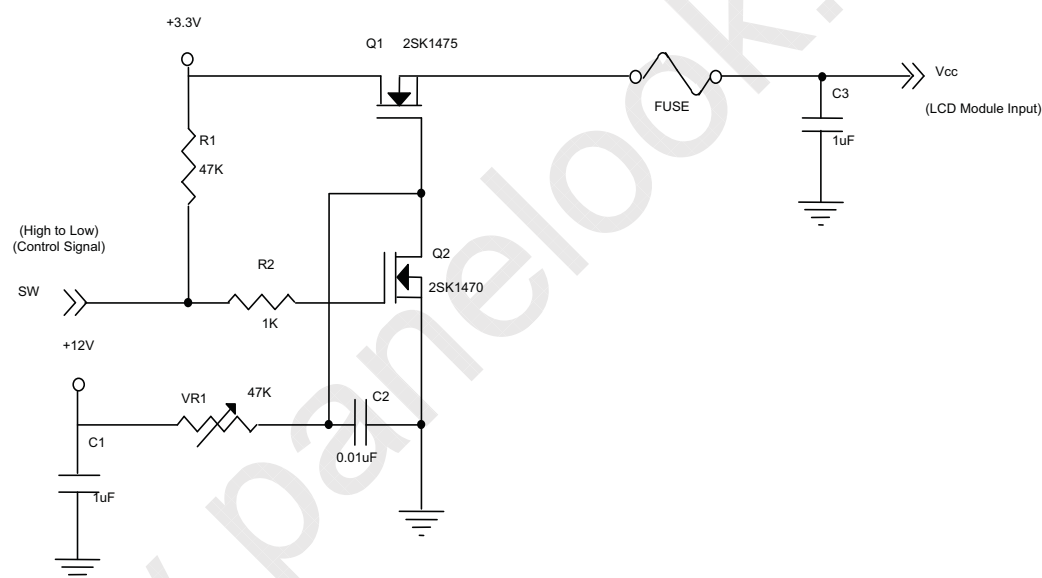 +3.3V
Q1 2SK1475
FUSE
Vcc
(LCD Module Input)
C3
1uF
R1
47K
(High to Low)
(Control Signal)
SW
R2
1K
Q2
2SK1470
+12V
VR1
47K
C2
0.01uF
C1
1uF
panelook.